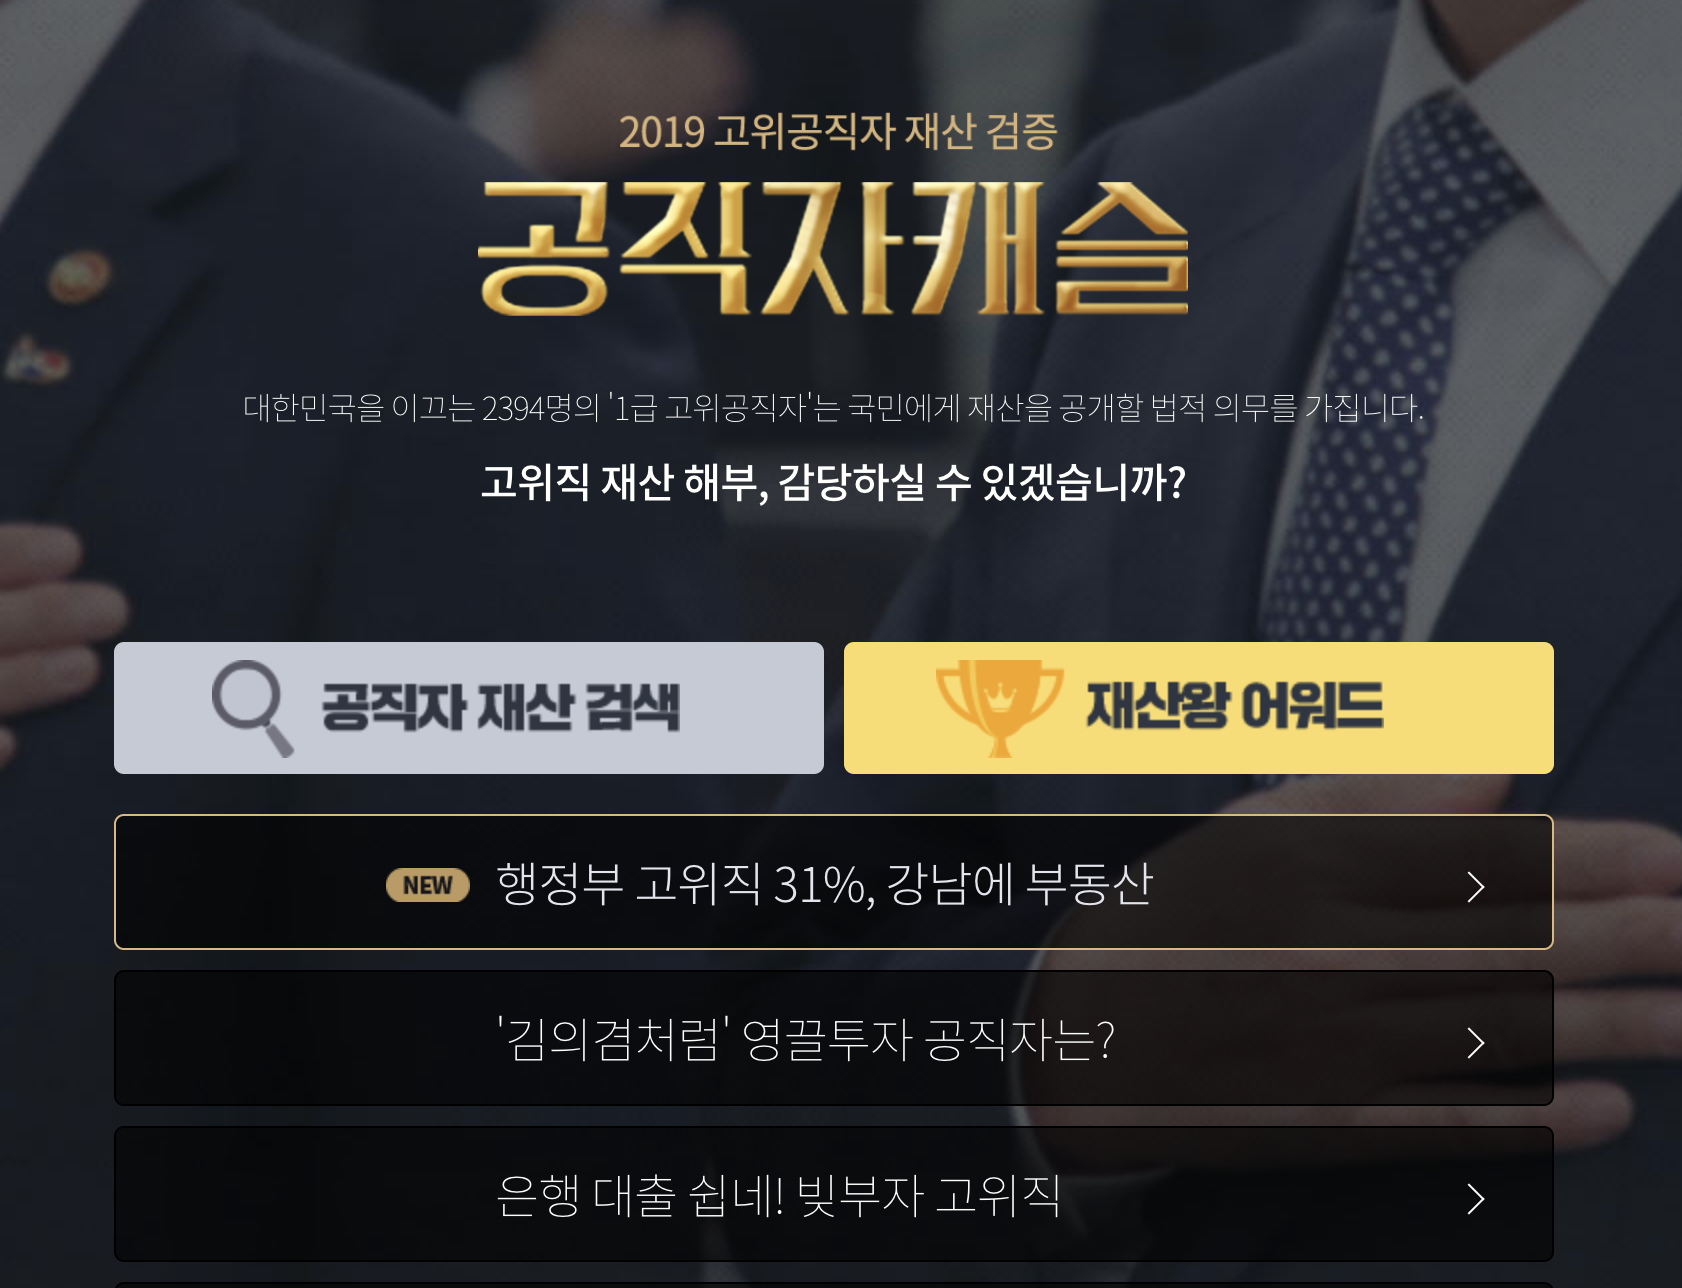 2019 고위공직자 재산 검증
공직자캐슬
대한민국을 이끄는 2394명의 '1급 고위공직자'는 국민에게 재산을 공개할 법적 의무를 가집니다.
고위직 재산 해부, 감당하실 수 있겠습니까?
공직자 재산 검색
재산왕 어워드
NEW 행정부 고위직 31%, 강남에 부동산
'김의겸처럼' 영끌투자 공직자는?
은행 대출 쉽네! 빚부자 고위직